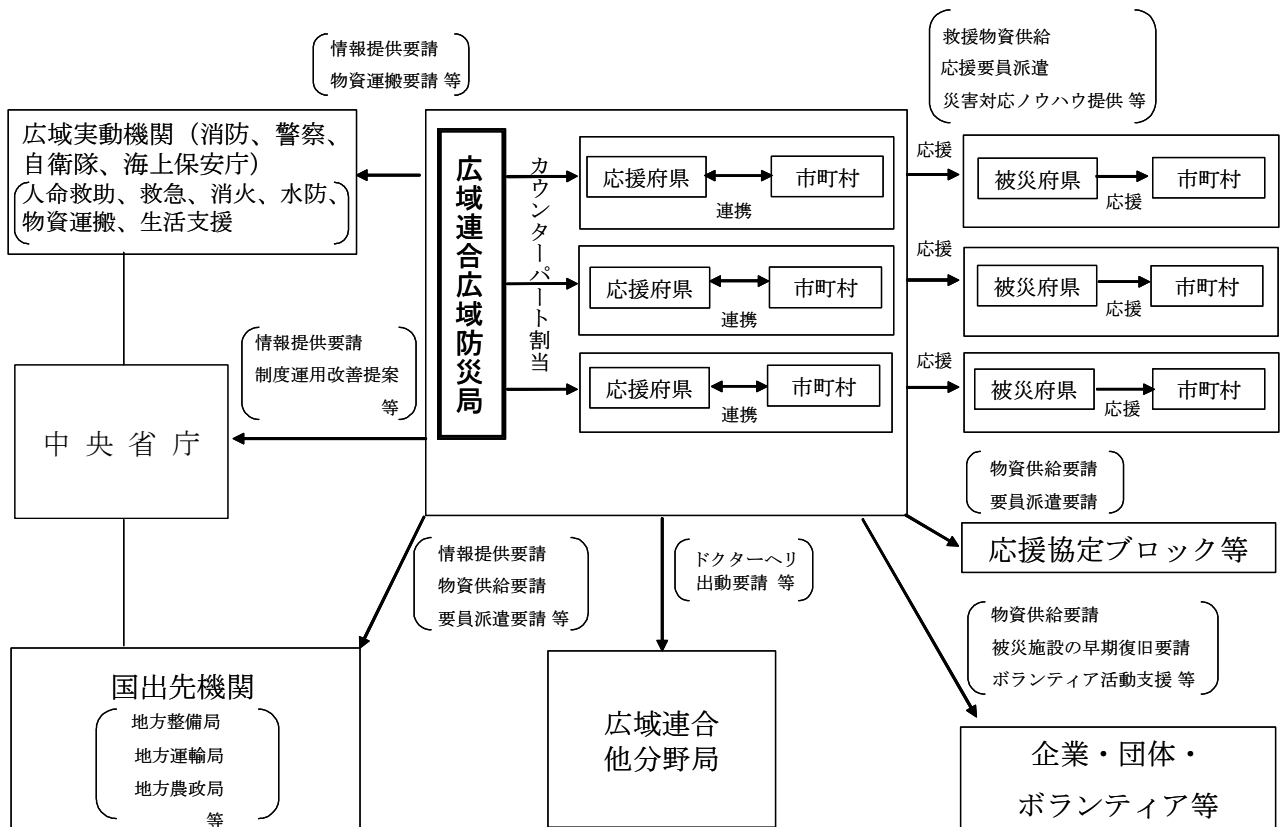 情報提供要請
物資運搬要請 等
救援物資供給
応援要員派遣
災害対応ノウハウ提供 等
広域実動機関（消防、警察、
自衛隊、海上保安庁）
人命救助、救急、消火、水防、
物資運搬、生活支援
広域連合広域防災局
カウンターパート割当
応援府県
市町村
連携
応援
被災府県
市町村
応援
応援府県
市町村
連携
応援
被災府県
市町村
応援
応援府県
市町村
連携
応援
被災府県
市町村
応援
情報提供要請
制度運用改善提案
等
中央省庁
物資供給要請
要員派遣要請
応援協定ブロック等
情報提供要請
物資供給要請
要員派遣要請 等
ドクターヘリ
出動要請 等
物資供給要請
被災施設の早期復旧要請
ボランティア活動支援 等
国出先機関
地方整備局
地方運輸局
地方農政局
等
広域連合
他分野局
企業・団体・
ボランティア等